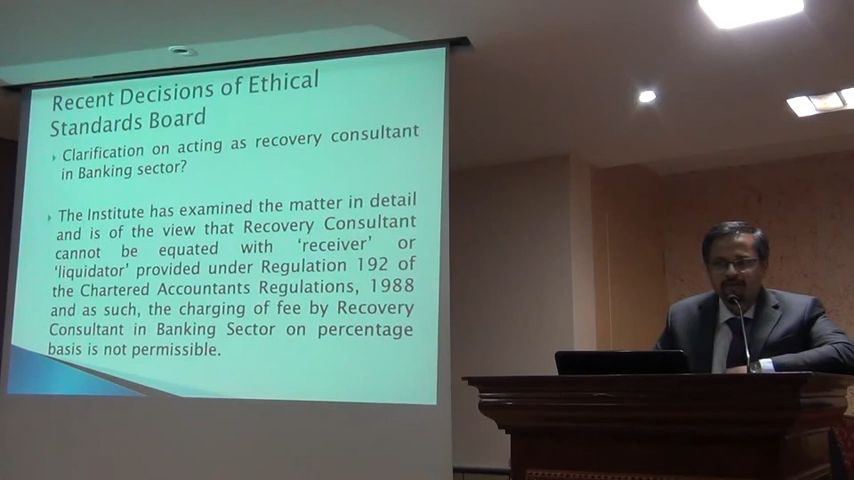 Recent Decisions of Ethical
Standards Board
Clarification on acting as recovery consultant
in Banking sector?
The Institute has examined the matter in detail
and is of the view that Recovery Consultant
cannot be equated with ‘receiver’ or
‘liquidator’ provided under Regulation 192 of
the Chartered Accountants Regulations, 1988
and as such, the charging of fee by Recovery
Consultant in Banking Sector on percentage
basis is not permissible.